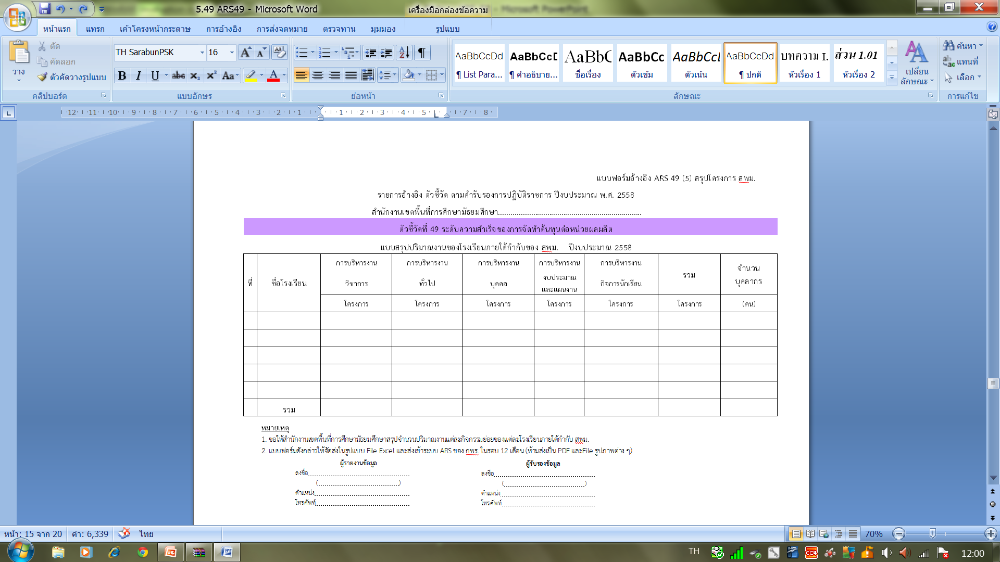 5.49 ARS49 - Microsoft Word
เครื่องมือกล่องข้อความ
หน้าแรก แทรก เค้าโครงหน้ากระดาษ การอ้างอิง การส่งจดหมาย ตรวจทาน มุมมอง รูปแบบ
วาง
ตัด
คัดลอก
ตัวคัดวางรูปแบบ
คลิปบอร์ด
TH SarabunPSK 16
แบบอักษร
ย่อหน้า
AaBbCcDd AaBbCcD AaBbC AaBbCc AaBbCcL AaBbCcDd บทความ I. ส่วน 1.01
¶ List Para... ¶ คำอธิบาย... ชื่อเรื่อง ตัวเข้ม ตัวเน้น ¶ ปกติ หัวเรื่อง 1 หัวเรื่อง 2
ลักษณะ
เปลี่ยน
ลักษณะ
ค้นหา
แทนที่
เลือก
การแก้ไข
12 11 10 9 8 7 6 5 4 3 2 1 1 2 3 4 5 7 8
แบบฟอร์มอ้างอิง ARS 49 (5) สรุปโครงการ สพม.
รายการอ้างอิง ตัวชี้วัด ตามคำรับรองการปฏิบัติราชการ ปีงบประมาณ พ.ศ. 2558
สำนักงานเขตพื้นที่การศึกษามัธยมศึกษา......................................................................
ตัวชี้วัดที่ 49 ระดับความสำเร็จของการจัดทำต้นทุนต่อหน่วยผลผลิต
แบบสรุปปริมาณงานของโรงเรียนภายใต้กำกับของ สพม. ปีงบประมาณ 2558
ที่ ชื่อโรงเรียน
การบริหารงาน วิชาการ
การบริหารงาน ทั่วไป
การบริหารงาน บุคคล
การบริหารงาน งบประมาณ และแผนงาน
การบริหารงาน กิจการนักเรียน
รวม
จำนวน บุคลากร
โครงการ โครงการ โครงการ โครงการ โครงการ โครงการ (คน)
รวม
หมายเหตุ
1. ขอให้สำนักงานเขตพื้นที่การศึกษามัธยมศึกษาสรุปจำนวนปริมาณงานแต่ละกิจกรรมย่อยของแต่ละโรงเรียนภายใต้กำกับ สพม.
2. แบบฟอร์มดังกล่าวให้จัดส่งในรูปแบบ File Excel และส่งเข้าระบบ ARS ของ กพร. ในรอบ 12 เดือน (ห้ามส่งเป็น PDF และFile รูปภาพต่าง ๆ)
ผู้รายงานข้อมูล ผู้รับรองข้อมูล
ลงชื่อ........................................ ลงชื่อ........................................
(........................................) (........................................)
ตำแหน่ง........................................ ตำแหน่ง........................................
โทรศัพท์........................................ โทรศัพท์........................................
หน้า: 15 จาก 20 คำ: 6,339 ไทย 70%
TH 12:00